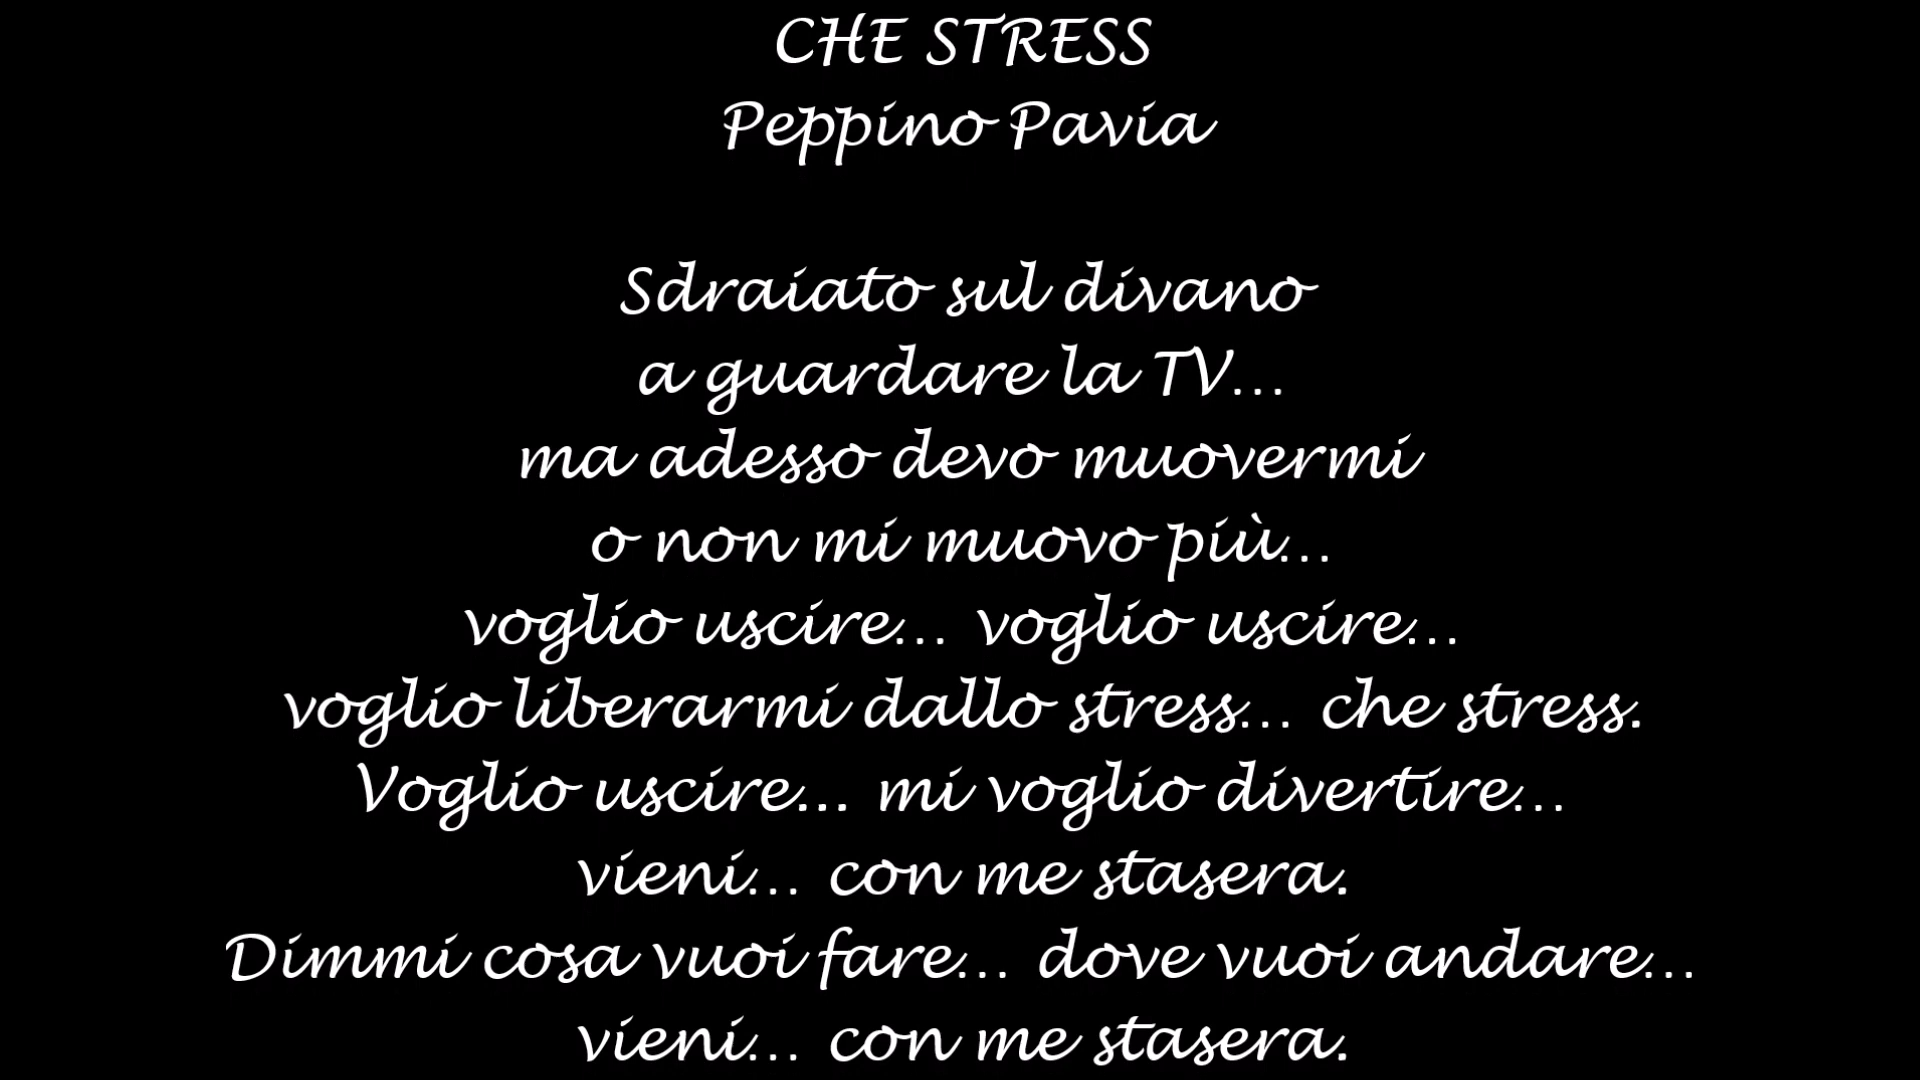 CHE STRESS
Peppino Pavia
Sdraiato sul divano
a guardare la TV...
ma adesso devo muovermi
o non mi muovo più...
voglio uscire... voglio uscire...
voglio liberarmi dallo stress... che stress.
Voglio uscire... mi voglio divertire...
vieni... con me stasera.
Dimmi cosa vuoi fare... dove vuoi andare...
vieni... con me stasera.